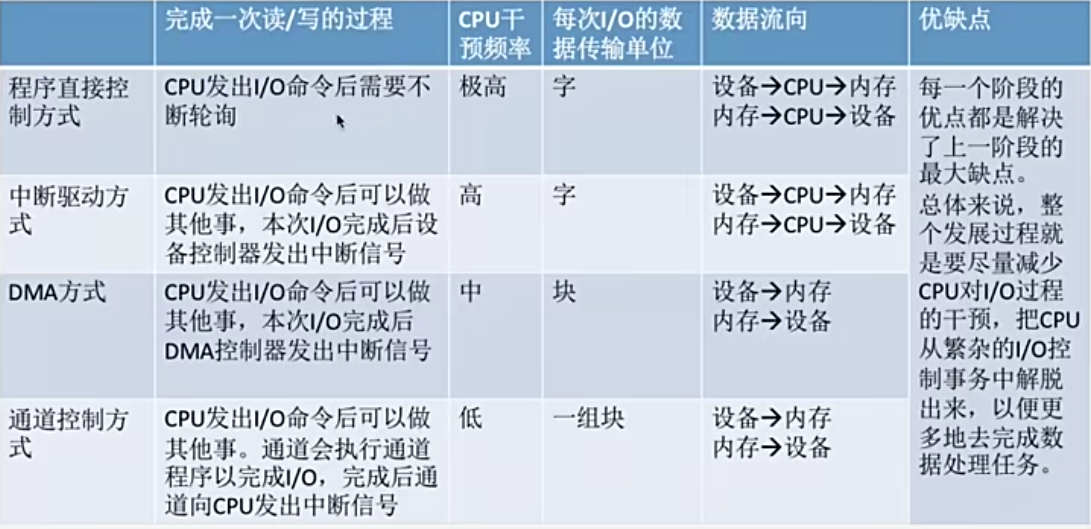 完成一次读/写的过程
CPU干
预频率
每次I/O的数
据传输单位
数据流向
优缺点
程序直接控
制方式
CPU发出I/O命令后需要不
断轮询
极高
字
设备→CPU→内存
内存→CPU→设备
每一个阶段的
优点都是解决
了上一阶段的
最大缺点。
总体来说，整
个发展过程就
是要尽量减少
CPU对I/O过程
的干预，把CPU
从繁杂的I/O控
制事务中解脱
出来，以便更
多地去完成数
据处理任务。
中断驱动方
式
CPU发出I/O命令后可以做
其他事，本次I/O完成后设
备控制器发出中断信号
高
字
设备→CPU→内存
内存→CPU→设备
DMA方式
CPU发出I/O命令后可以做
其他事，本次I/O完成后
DMA控制器发出中断信号
中
块
设备→内存
内存→设备
通道控制方
式
CPU发出I/O命令后可以做
其他事。通道会执行通道
程序以完成I/O，完成后通
道向CPU发出中断信号
低
一组块
设备→内存
内存→设备